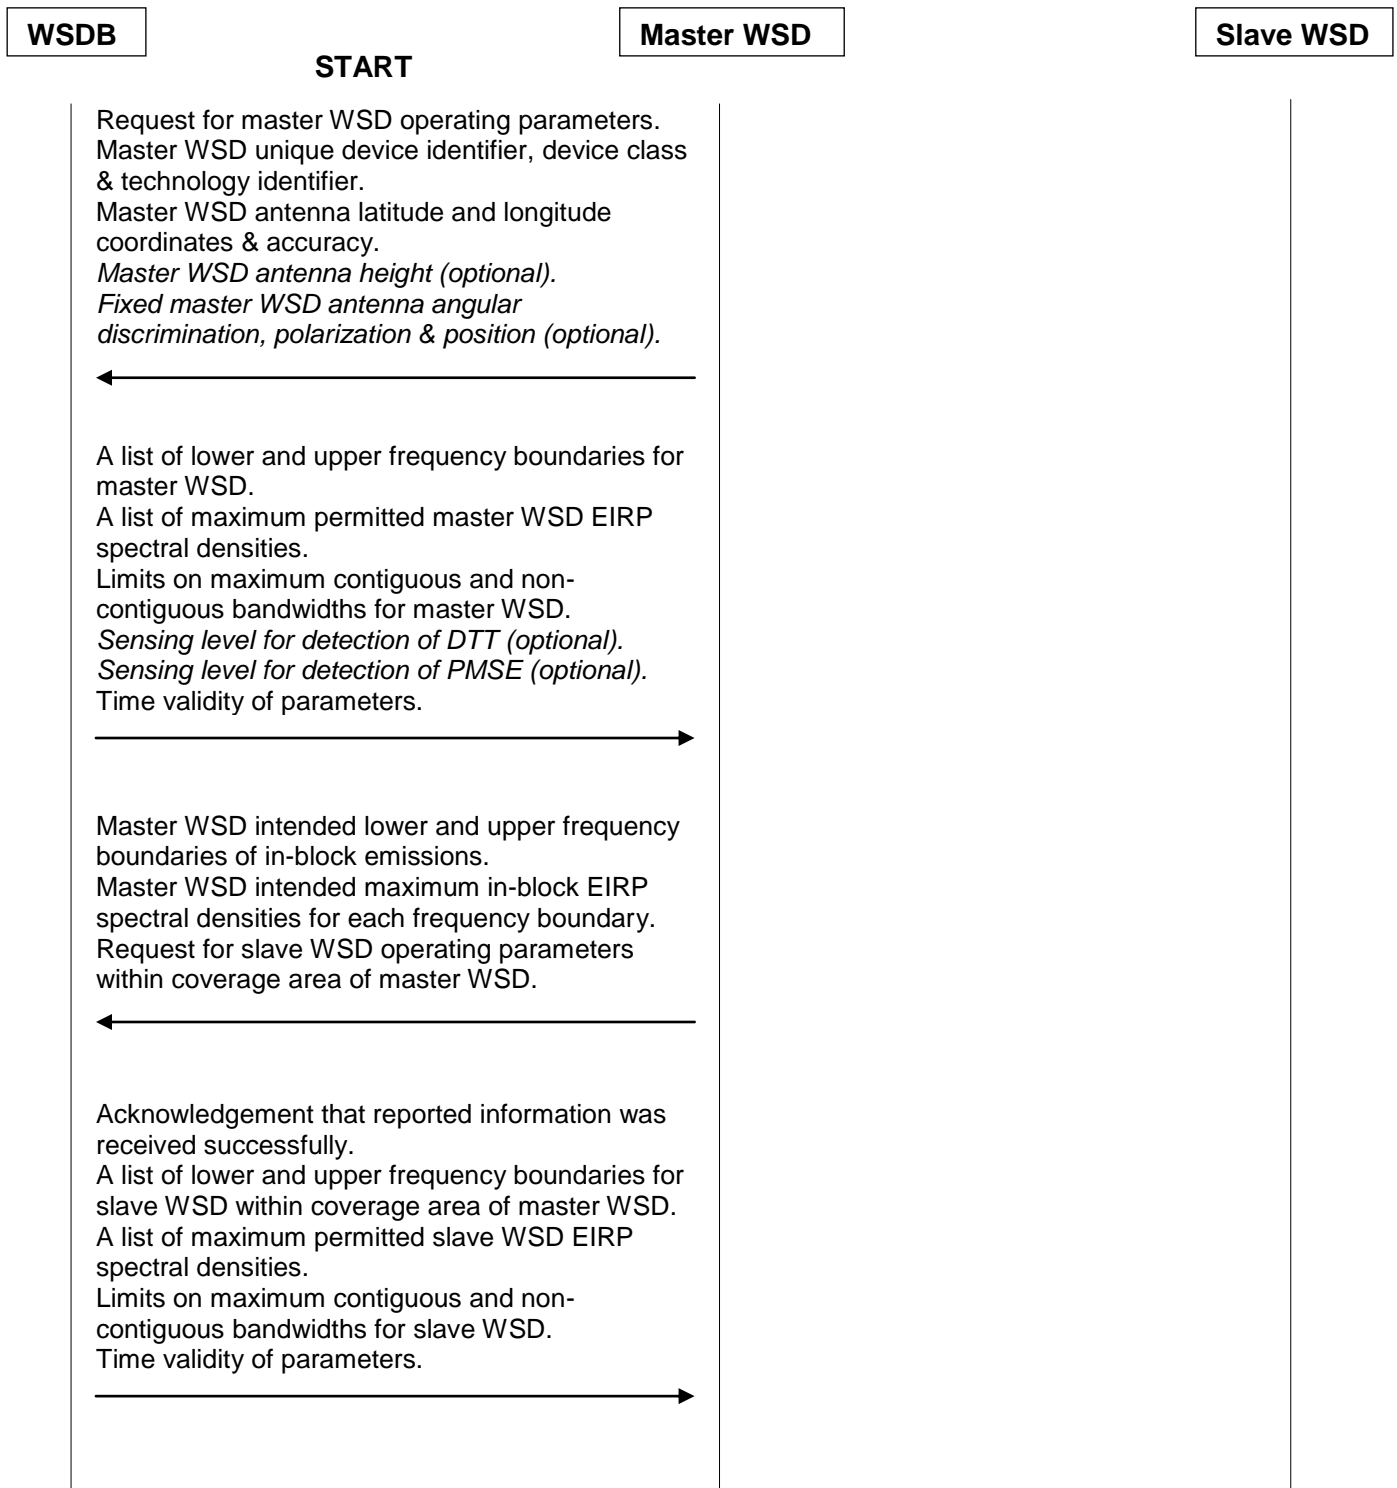 WSDB
Master WSD
Slave WSD
START
Request for master WSD operating parameters.
Master WSD unique device identifier, device class
& technology identifier.
Master WSD antenna latitude and longitude
coordinates & accuracy.
Master WSD antenna height (optional).
Fixed master WSD antenna angular
discrimination, polarization & position (optional).
A list of lower and upper frequency boundaries for
master WSD.
A list of maximum permitted master WSD EIRP
spectral densities.
Limits on maximum contiguous and non-
contiguous bandwidths for master WSD.
Sensing level for detection of DTT (optional).
Sensing level for detection of PMSE (optional).
Time validity of parameters.
Master WSD intended lower and upper frequency
boundaries of in-block emissions.
Master WSD intended maximum in-block EIRP
spectral densities for each frequency boundary.
Request for slave WSD operating parameters
within coverage area of master WSD.
Acknowledgement that reported information was
received successfully.
A list of lower and upper frequency boundaries for
slave WSD within coverage area of master WSD.
A list of maximum permitted slave WSD EIRP
spectral densities.
Limits on maximum contiguous and non-
contiguous bandwidths for slave WSD.
Time validity of parameters.